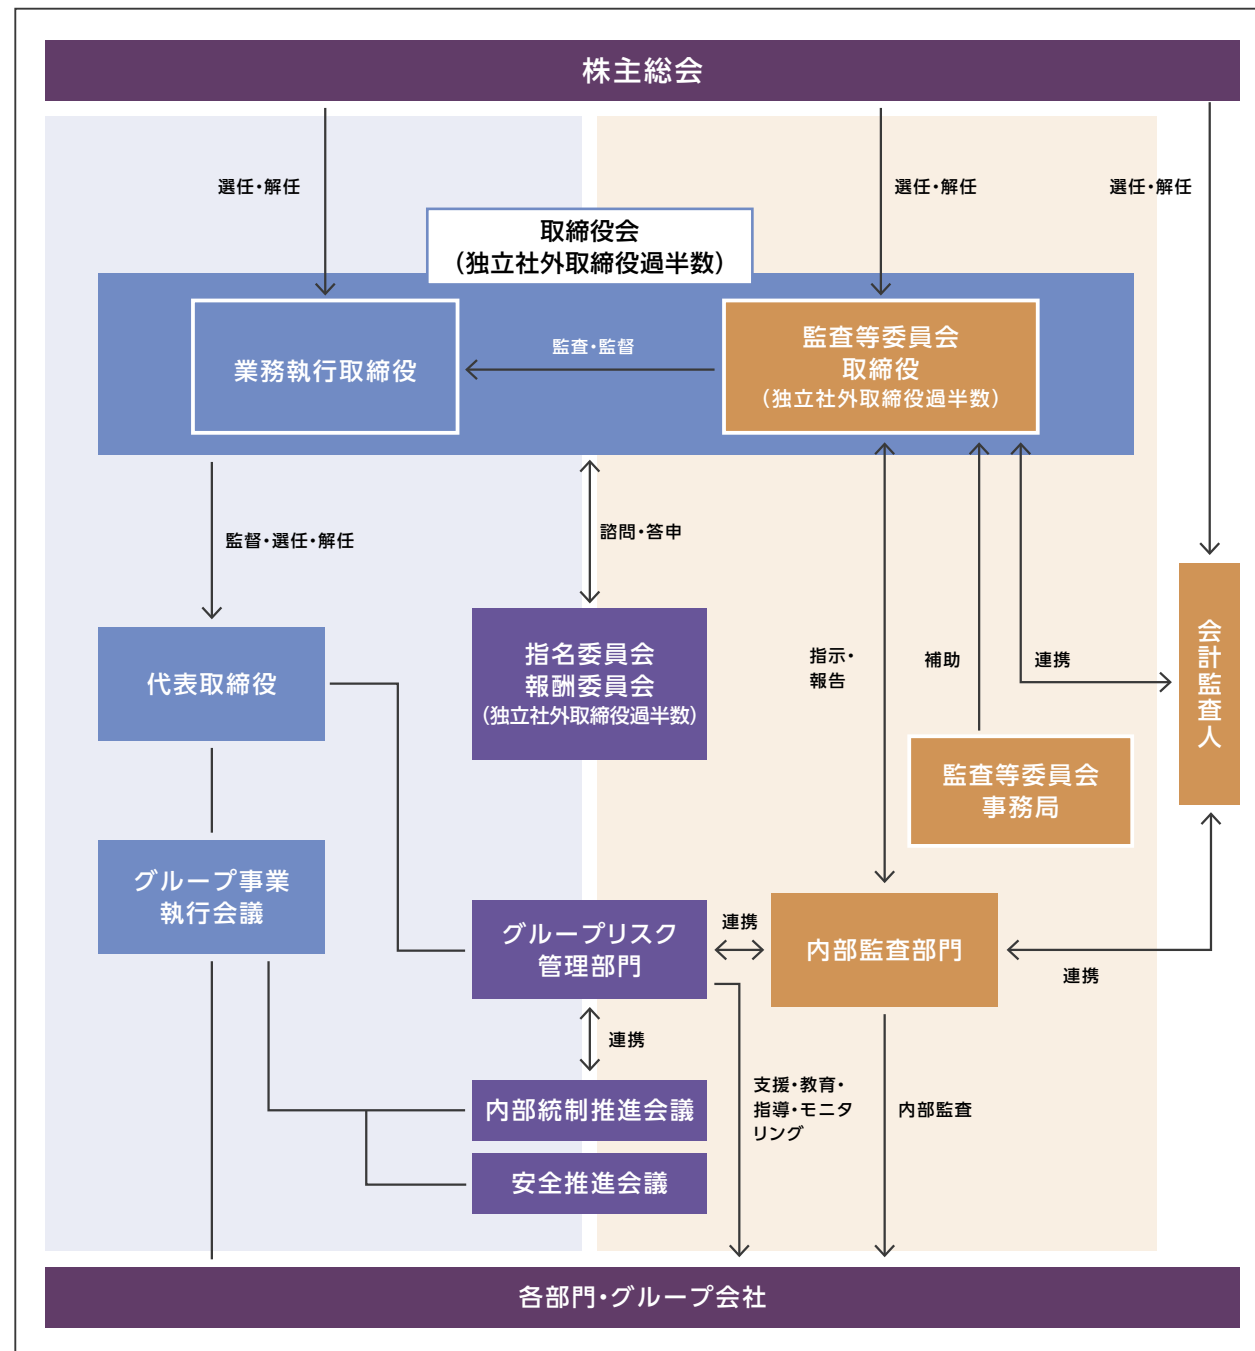 株主総会
選任・解任
選任・解任
選任・解任
取締役会
（独立社外取締役過半数）
業務執行取締役
監査・監督
監査等委員会
取締役
（独立社外取締役過半数）
監督・選任・解任
諮問・答申
代表取締役
指名委員会
報酬委員会
（独立社外取締役過半数）
指示・
報告
補助
連携
会計監査人
監査等委員会
事務局
グループ事業
執行会議
グループリスク
管理部門
連携
内部監査部門
連携
連携
内部統制推進会議
支援・教育・
指導・モニタ
リング
内部監査
安全推進会議
各部門・グループ会社